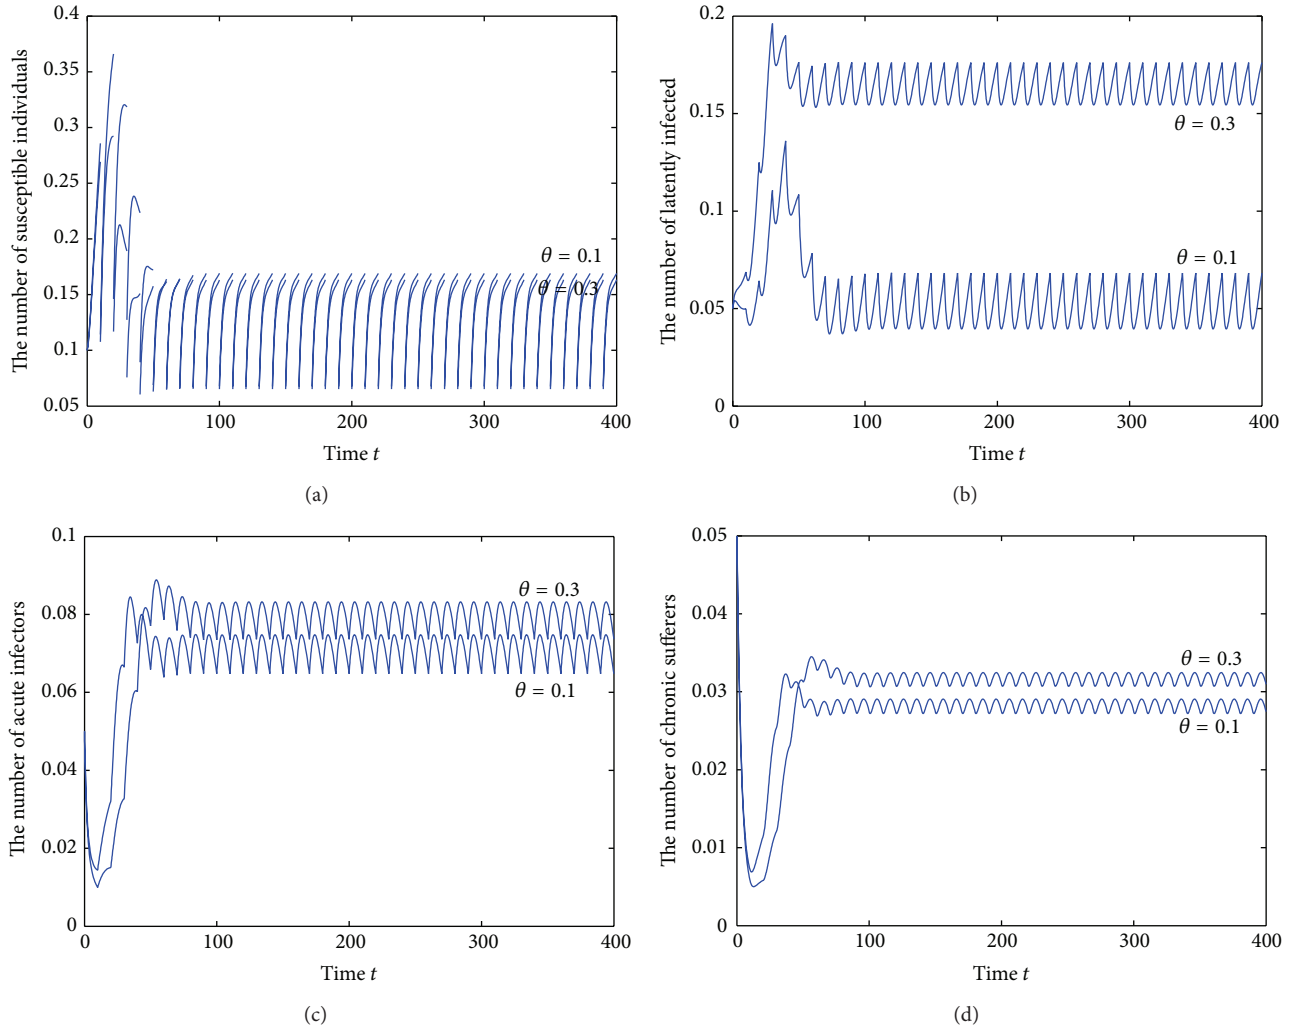 The number of susceptible individuals
0.4
0.35
0.3
0.25
0.2
0.15
0.1
0.05
θ = 0.1
θ = 0.3
0 100 200 300 400
Time t
(a)
The number of latently infected
0.2
0.15
0.1
0.05
0
θ = 0.3
θ = 0.1
0 100 200 300 400
Time t
(b)
The number of acute infectors
0.1
0.08
0.06
0.04
0.02
0
θ = 0.3
θ = 0.1
0 100 200 300 400
Time t
(c)
The number of chronic sufferers
0.05
0.04
0.03
0.02
0.01
0
θ = 0.3
θ = 0.1
0 100 200 300 400
Time t
(d)